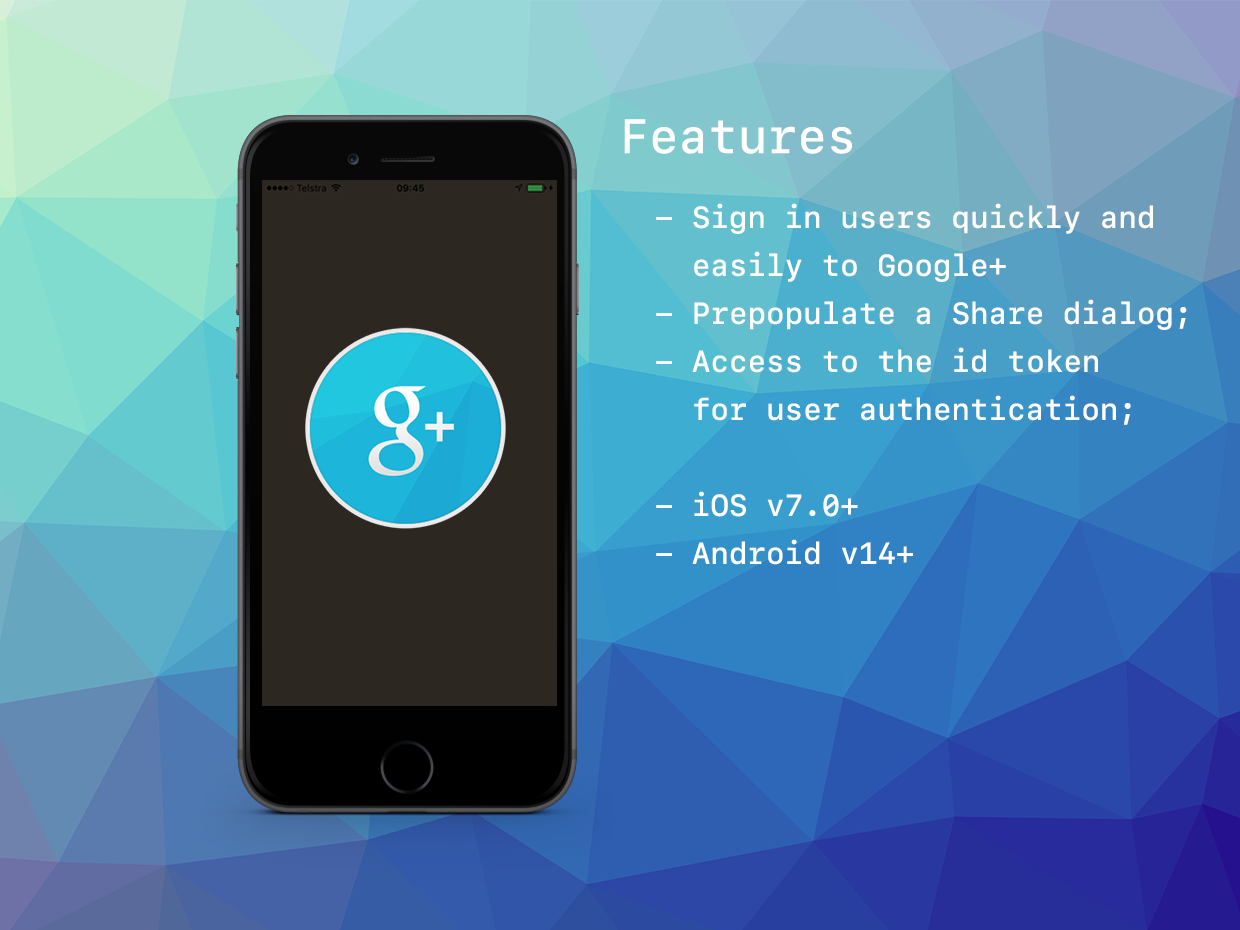 Features
Telstra
09:45
– Sign in users quickly and
easily to Google+
– Prepopulate a Share dialog;
– Access to the id token
for user authentication;
g+
– iOS v7.0+
– Android v14+